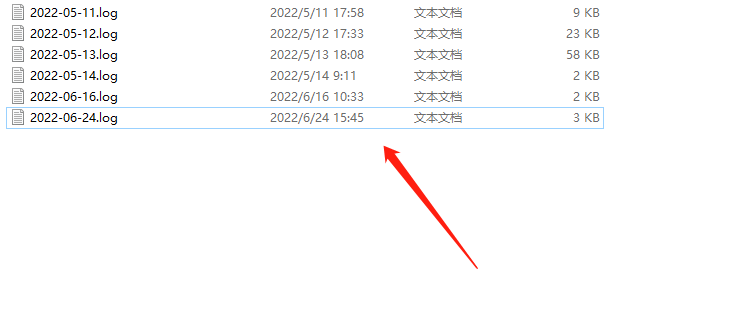 2022-05-11.log 2022/5/11 17:58 文本文档 9 KB
2022-05-12.log 2022/5/12 17:33 文本文档 23 KB
2022-05-13.log 2022/5/13 18:08 文本文档 58 KB
2022-05-14.log 2022/5/14 9:11 文本文档 2 KB
2022-06-16.log 2022/6/16 10:33 文本文档 2 KB
2022-06-24.log 2022/6/24 15:45 文本文档 3 KB